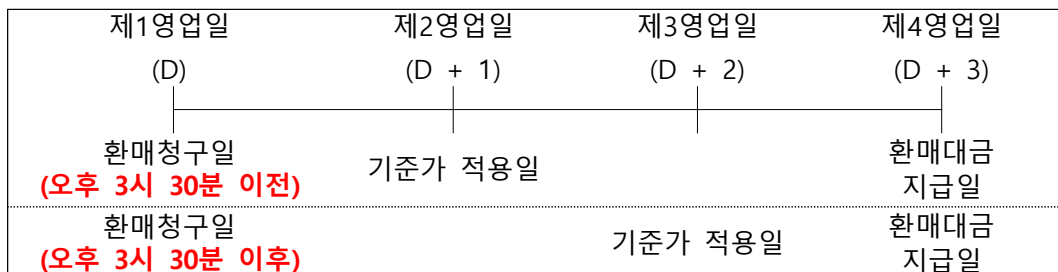 제1영업일 제2영업일 제3영업일 제4영업일
(D) (D + 1) (D + 2) (D + 3)
환매청구일 기준가 적용일 환매대금
(오후 3시 30분 이전) 지급일
환매청구일 기준가 적용일 환매대금
(오후 3시 30분 이후) 지급일